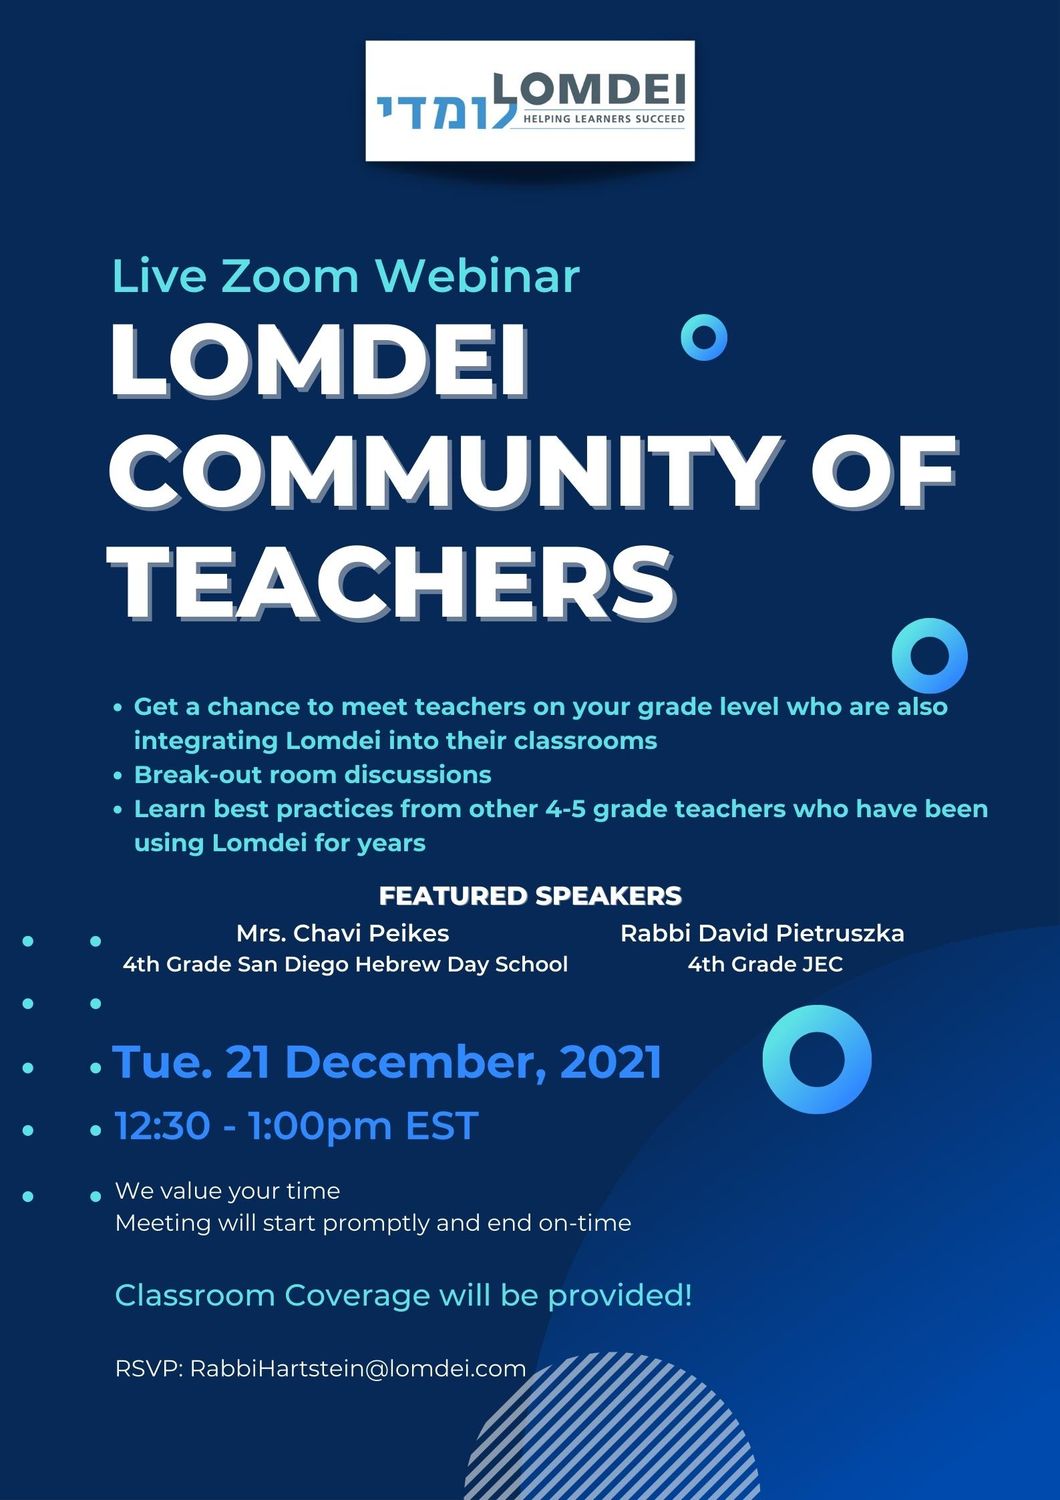 LOMDEI
לומדי
HELPING LEARNERS SUCCEED
Live Zoom Webinar
LOMDEI
COMMUNITY OF
TEACHERS
• Get a chance to meet teachers on your grade level who are also
integrating Lomdei into their classrooms
• Break-out room discussions
• Learn best practices from other 4-5 grade teachers who have been
using Lomdei for years
FEATURED SPEAKERS
Mrs. Chavi Peikes
4th Grade San Diego Hebrew Day School
Rabbi David Pietruszka
4th Grade JEC
Tue. 21 December, 2021
12:30 - 1:00pm EST
We value your time
Meeting will start promptly and end on-time
Classroom Coverage will be provided!
RSVP: RabbiHartstein@lomdei.com